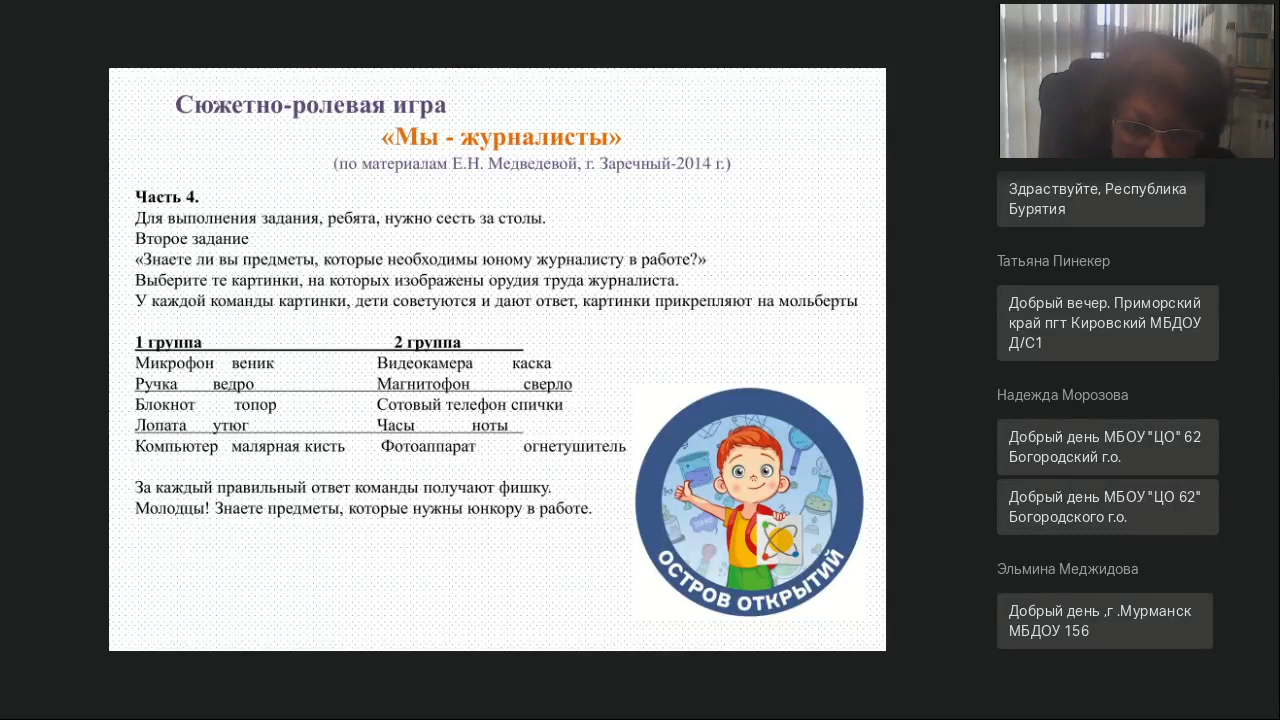 Сюжетно-ролевая игра
«Мы - журналисты»
(по материалам Е.Н. Медведевой, г. Заречный-2014 г.)
Часть 4.
Для выполнения задания, ребята, нужно сесть за столы.
Второе задание
«Знаете ли вы предметы, которые необходимы юному журналисту в работе?»
Выберите те картинки, на которых изображены орудия труда журналиста.
У каждой команды картинки, дети советуются и дают ответ, картинки прикрепляют на мольберты
1 группа 2 группа
Микрофон веник Видеокамера каска
Ручка ведро Магнитофон сверло
Блокнот топор Сотовый телефон спички
Лопата утюг Часы ноты
Компьютер малярная кисть Фотоаппарат огнетушитель
За каждый правильный ответ команды получают фишку.
Молодцы! Знаете предметы, которые нужны юнкору в работе.
ОСТРОВ ОТКРЫТИЙ
Здраствуйте, Республика
Бурятия
Татьяна Пинекер
Добрый вечер. Приморский
край пгт Кировский МБДОУ
Д/С1
Надежда Морозова
Добрый день МБОУ "ЦО" 62
Богородский г.о.
Добрый день МБОУ "ЦО 62"
Богородского г.о.
Эльмина Меджидова
Добрый день ,г .Мурманск
МБДОУ 156